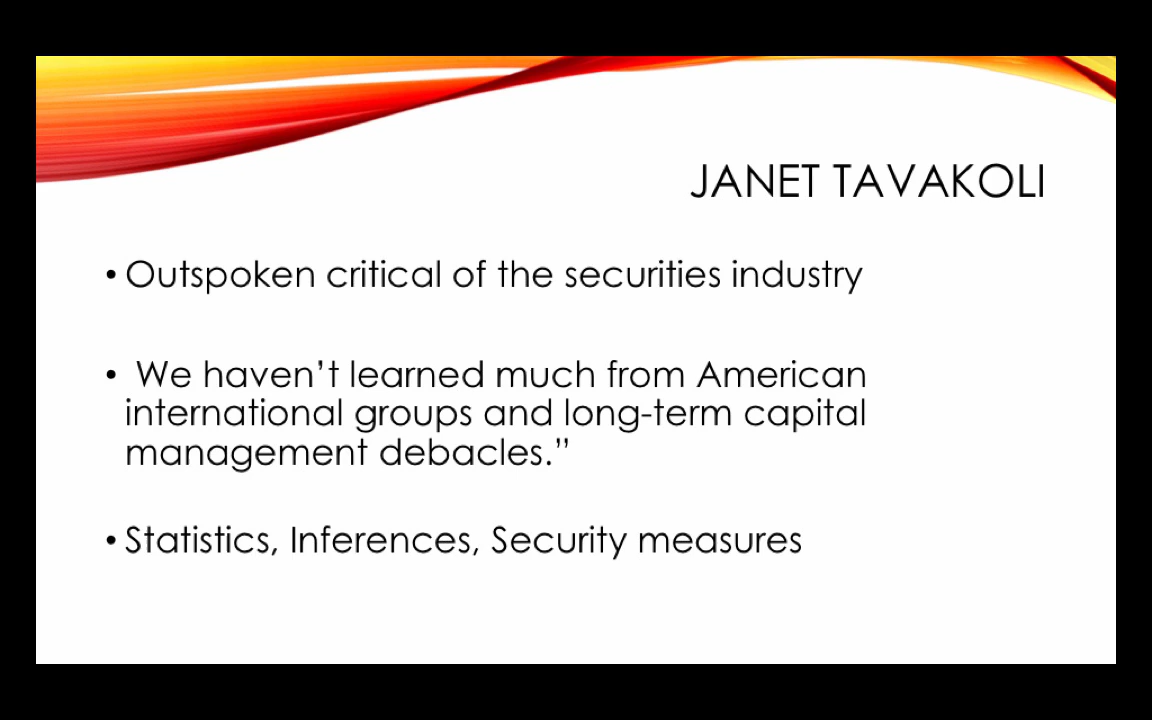 JANET TAVAKOLI
• Outspoken critical of the securities industry
• We haven’t learned much from American
international groups and long-term capital
management debacles.”
• Statistics, Inferences, Security measures